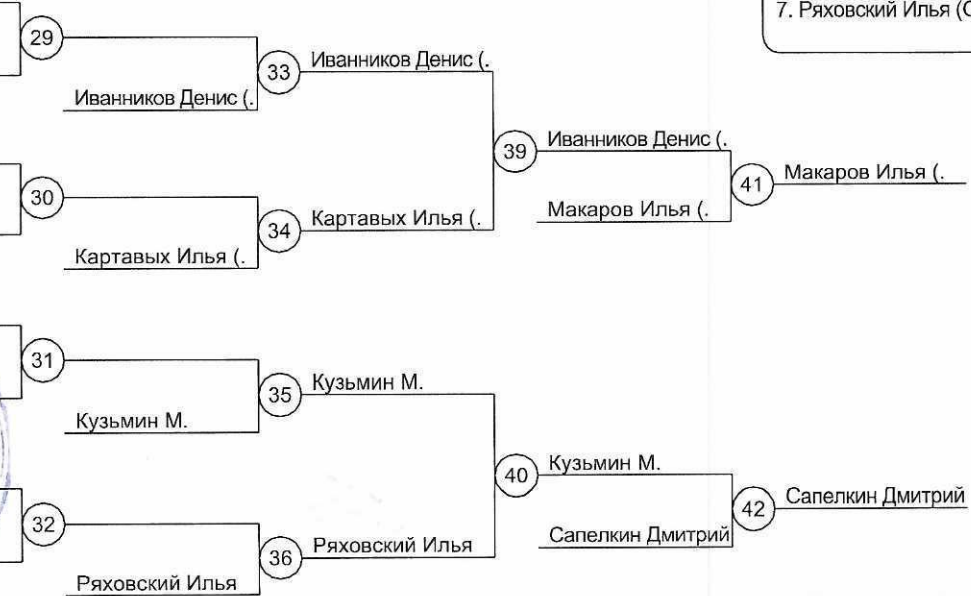 7. Ряховский Илья (С
29
33
Иванников Денис (.
Иванников Денис (.
39
Иванников Денис (.
41
Макаров Илья (.
30
34
Картавых Илья (.
Макаров Илья (.
Картавых Илья (.
31
35
Кузьмин М.
Кузьмин М.
40
Кузьмин М.
42
Сапелкин Дмитрий
32
36
Ряховский Илья
Сапелкин Дмитрий
Ряховский Илья